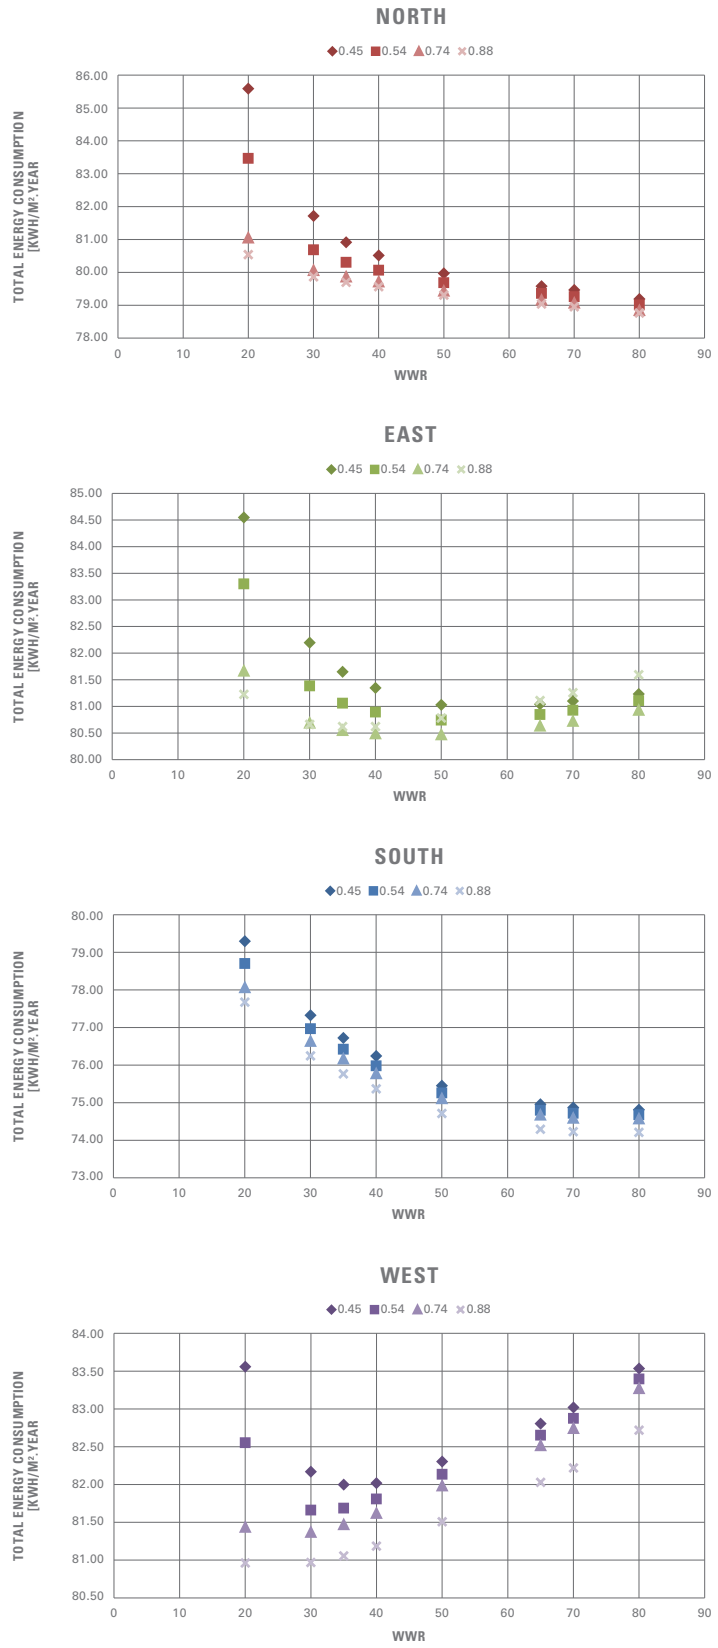 NORTH
0.45 0.54 0.74 0.88
TOTAL ENERGY CONSUMPTION
[KWH/M².YEAR
86.00
85.00
84.00
83.00
82.00
81.00
80.00
79.00
78.00
0 10 20 30 40 50 60 70 80 90
WWR
EAST
0.45 0.54 0.74 0.88
TOTAL ENERGY CONSUMPTION
[KWH/M².YEAR
85.00
84.50
84.00
83.50
83.00
82.50
82.00
81.50
81.00
80.50
80.00
0 10 20 30 40 50 60 70 80 90
WWR
SOUTH
0.45 0.54 0.74 0.88
TOTAL ENERGY CONSUMPTION
[KWH/M².YEAR
80.00
79.00
78.00
77.00
76.00
75.00
74.00
73.00
0 10 20 30 40 50 60 70 80 90
WWR
WEST
0.45 0.54 0.74 0.88
TOTAL ENERGY CONSUMPTION
[KWH/M².YEAR
84.00
83.50
83.00
82.50
82.00
81.50
81.00
80.50
0 10 20 30 40 50 60 70 80 90
WWR